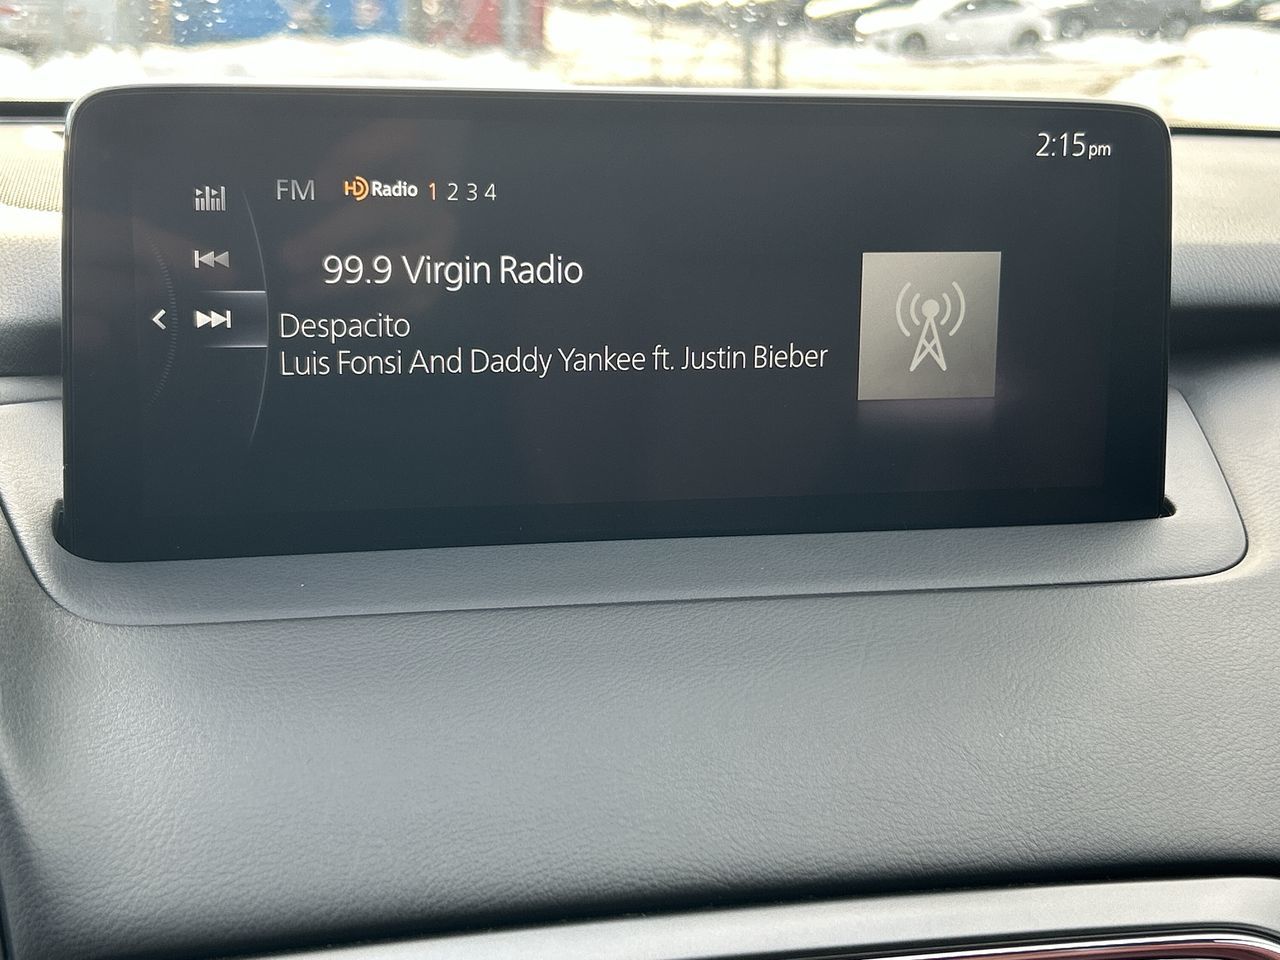 2:15pm
FM HD Radio 1 2 3 4
99.9 Virgin Radio
Despacito
Luis Fonsi And Daddy Yankee ft. Justin Bieber